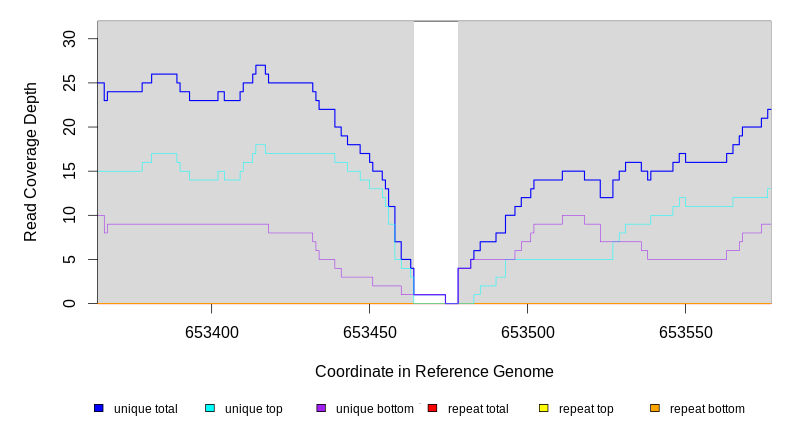 Read Coverage Depth
30
25
20
15
10
5
0
653400 653450 653500 653550
Coordinate in Reference Genome
unique total unique top unique bottom repeat total repeat top repeat bottom